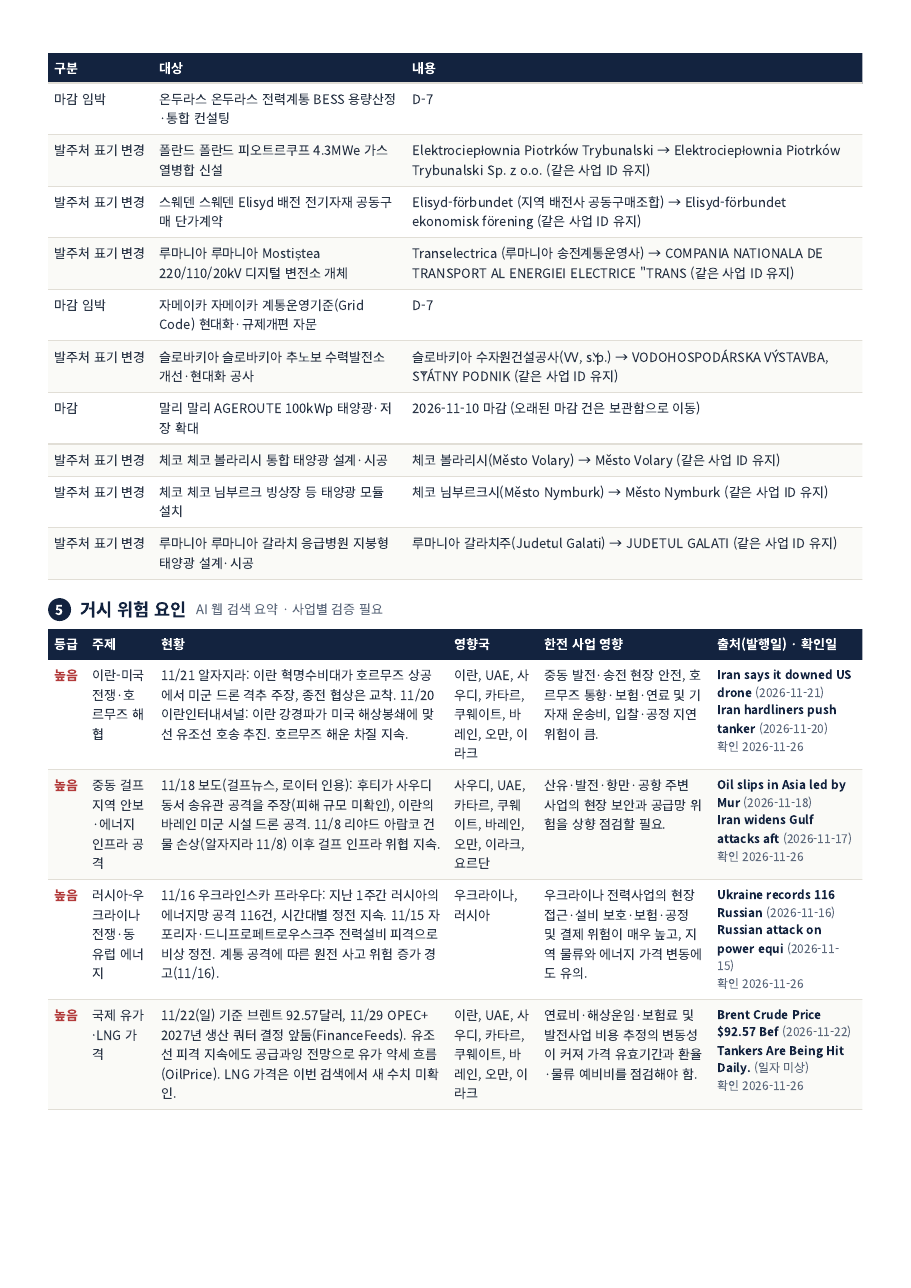 구분 대상 내용
마감 임박 온두라스 온두라스 전력계통 BESS 용량산정 D-7
·통합 컨설팅
발주처 표기 변경 폴란드 폴란드 피오트르쿠프 4.3MWe 가스 Elektrociepłownia Piotrków Trybunalski → Elektrociepłownia Piotrków
열병합 신설 Trybunalski Sp. z o.o. (같은 사업 ID 유지)
발주처 표기 변경 스웨덴 스웨덴 Elisyd 배전 전기자재 공동구 Elisyd-förbundet (지역 배전사 공동구매조합) → Elisyd-förbundet
매 단가계약 ekonomisk förening (같은 사업 ID 유지)
발주처 표기 변경 루마니아 루마니아 Mostiștea Transelectrica (루마니아 송전계통운영사) → COMPANIA NATIONALA DE
220/110/20kV 디지털 변전소 개체 TRANSPORT AL ENERGIEI ELECTRICE "TRANS (같은 사업 ID 유지)
마감 임박 자메이카 자메이카 계통운영기준(Grid D-7
Code) 현대화·규제개편 자문
발주처 표기 변경 슬로바키아 슬로바키아 추노보 수력발전소 슬로바키아 수자원건설공사(VV, → VODOHOSPODÁRSKA VÝSTAVBA,
개선·현대화 공사 PODNIK (같은 사업 ID 유지)
마감 말리 말리 AGEROUTE 100kWp 태양광·저 2026-11-10 마감 (오래된 마감 건은 보관함으로 이동)
장 확대
발주처 표기 변경 체코 체코 볼라리시 통합 태양광 설계·시공 체코 볼라리시(Město Volary) → Město Volary (같은 사업 ID 유지)
발주처 표기 변경 체코 체코 님부르크 빙상장 등 태양광 모듈 체코 님부르크시(Město Nymburk) → Město Nymburk (같은 사업 ID 유지)
설치
발주처 표기 변경 루마니아 루마니아 갈라치 응급병원 지붕형 루마니아 갈라치주(Judetul Galati) → JUDETUL GALATI (같은 사업 ID 유지)
태양광 설계·시공
5 거시 위험 요인 AI 웹 검색 요약 · 사업별 검증 필요
등급 주제 현황 영향국 한전 사업 영향 출처(발행일) · 확인일
높음 이란-미국 11/21 알자지라: 이란 혁명수비대가 호르무즈 상공 이란, UAE, 사 중동 발전·송전 현장 안전, 호 Iran says it downed US
전쟁·호 에서 미군 드론 격추 주장, 종전 협상은 교착. 11/20 우디, 카타르, 르무즈 통항·보험·연료 및 기 drone (2026-11-21)
르무즈 해 이란인터내셔널: 이란 강경파가 미국 해상봉쇄에 맞 쿠웨이트, 바 자재 운송비, 입찰·공정 지연 Iran hardliners push
협 선 유조선 호송 추진. 호르무즈 해운 차질 지속. 레인, 오만, 이 위험이 큼. tanker (2026-11-20)
라크 확인 2026-11-26
높음 중동 걸프 11/18 보도(걸프뉴스, 로이터 인용): 후티가 사우디 사우디, UAE, 산유·발전·항만·공항 주변 Oil slips in Asia led by
지역 안보 동서 송유관 공격을 주장(피해 규모 미확인), 이란의 카타르, 쿠웨 사업의 현장 보안과 공급망 위 Mur (2026-11-18)
·에너지 바레인 미군 시설 드론 공격. 11/8 리야드 아람코 건 이트, 바레인, 험을 상향 점검할 필요. Iran widens Gulf
인프라 공 물 손상(알자지라 11/8) 이후 걸프 인프라 위협 지속. 오만, 이라크, attacks aft (2026-11-17)
격 요르단 확인 2026-11-26
높음 러시아-우 11/16 우크라인스카 프라우다: 지난 1주간 러시아의 우크라이나, 우크라이나 전력사업의 현장 Ukraine records 116
크라이나 에너지망 공격 116건, 시간대별 정전 지속. 11/15 자 러시아 접근·설비 보호·보험·공정 Russian (2026-11-16)
전쟁·동 포리자·드니프로페트로우스크주 전력설비 피격으로 및 결제 위험이 매우 높고, 지 Russian attack on
유럽 에너 비상 정전. 계통 공격에 따른 원전 사고 위험 증가 경 역 물류와 에너지 가격 변동에 power equi (2026-11-
지 고(11/16). 도 유의. 15)
확인 2026-11-26
높음 국제 유가 11/22(일) 기준 브렌트 92.57달러, 11/29 OPEC+ 이란, UAE, 사 연료비·해상운임·보험료 및 Brent Crude Price
·LNG 가 2027년 생산 쿼터 결정 앞둠(FinanceFeeds). 유조 우디, 카타르, 발전사업 비용 추정의 변동성 $92.57 Bef (2026-11-22)
격 선 피격 지속에도 공급과잉 전망으로 유가 약세 흐름 쿠웨이트, 바 이 커져 가격 유효기간과 환율 Tankers Are Being Hit
(OilPrice). LNG 가격은 이번 검색에서 새 수치 미확 레인, 오만, 이 ·물류 예비비를 점검해야 함. Daily. (일자 미상)
인. 라크 확인 2026-11-26